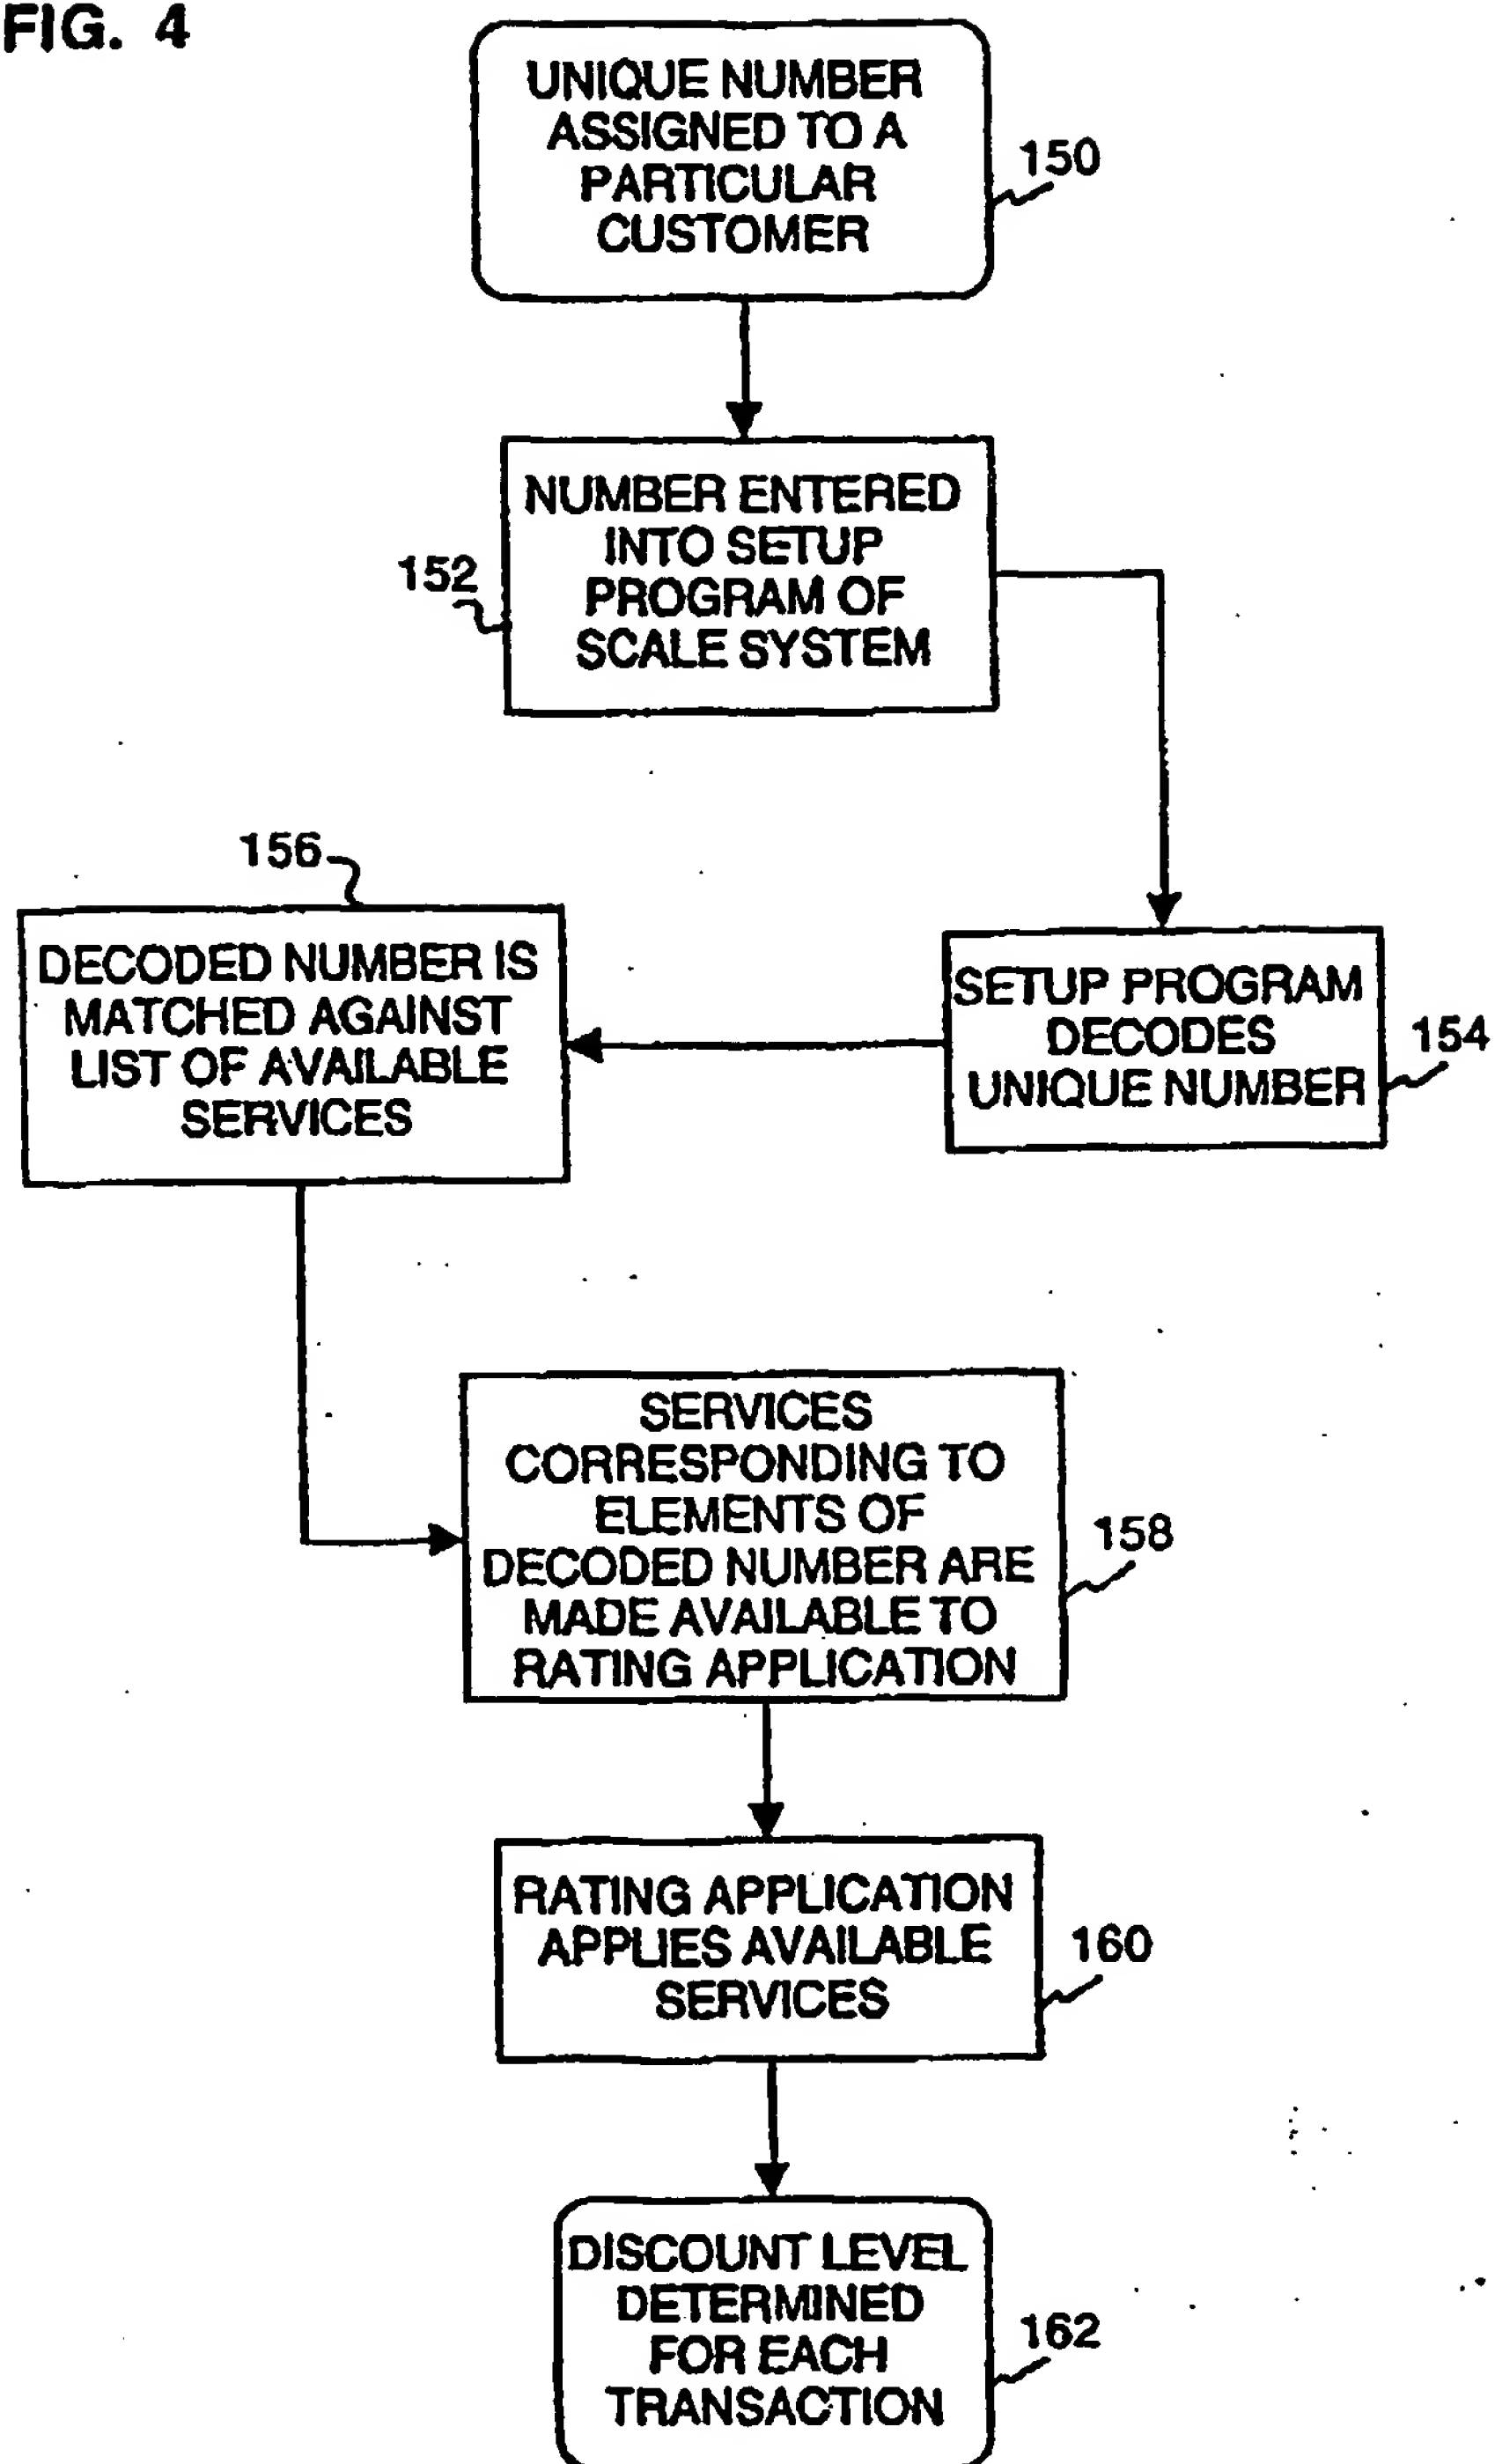 FIG. 4
UNIQUE NUMBER
ASSIGNED TO A
PARTICULAR
CUSTOMER
150
NUMBER ENTERED
INTO SETUP
PROGRAM OF
SCALE SYSTEM
152
156
DECODED NUMBER IS
MATCHED AGAINST
LIST OF AVAILABLE
SERVICES
SETUP PROGRAM
DECODES
UNIQUE NUMBER
154
SERVICES
CORRESPONDING TO
ELEMENTS OF
DECODED NUMBER ARE
MADE AVAILABLE TO
RATING APPLICATION
158
RATING APPLICATION
APPLIES AVAILABLE
SERVICES
160
DISCOUNT LEVEL
DETERMINED
FOR EACH
TRANSACTION
162